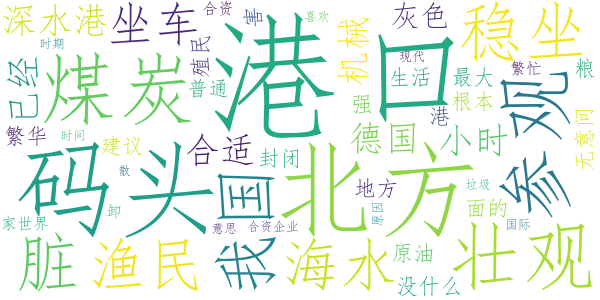 深水港
坐车
合资
害
喜欢
灰色
稳坐
时期
殖民
港口
机械
现代
已经
煤炭
普通
生活
最大
繁忙
粮
参观
强
根本
繁华
时间
建议
合适
港
德国
小时
无意间
码头
国
北方
封闭
散
地方
垃圾
家世界
卸
意思
合资企业
原因
面的
国际
脏
渔民
我
海水
原油
没什么
壮观